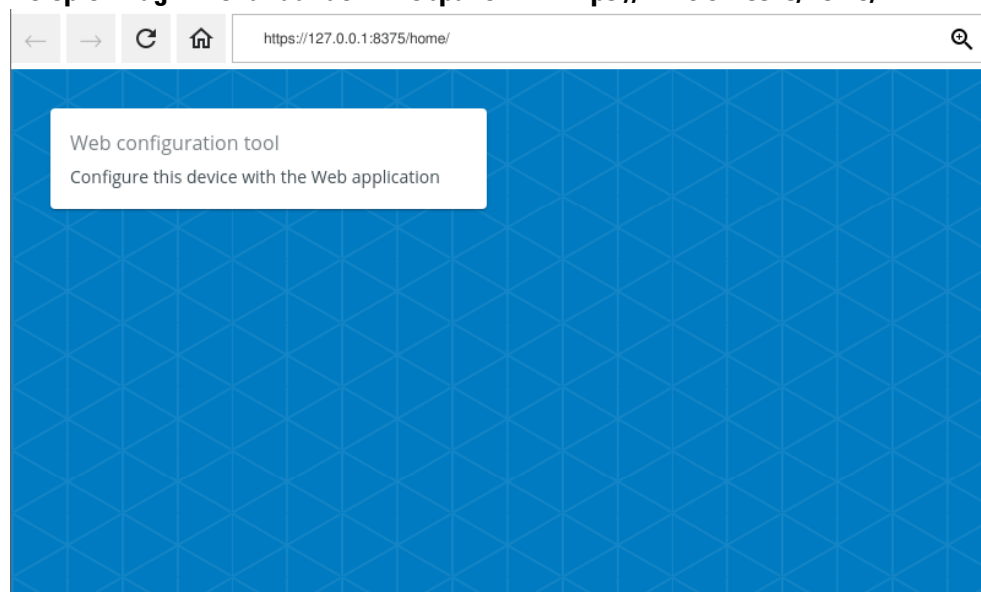 https://127.0.0.1:8375/home/
Web configuration tool
Configure this device with the Web application